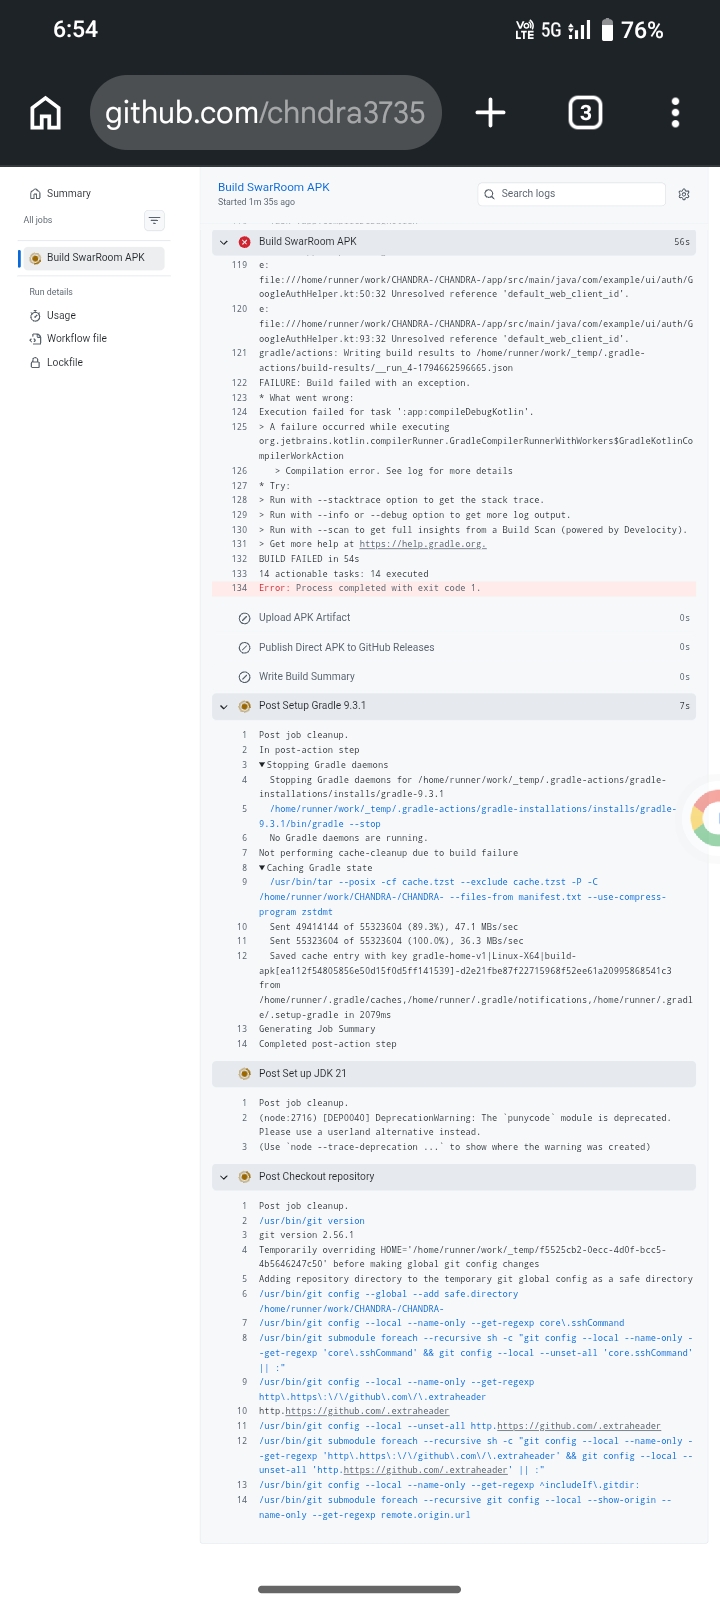 6:54
Vo) LTE 5G 76%
github.com/chndra3735
3
Summary
All jobs
Build SwarRoom APK
Run details
Usage
Workflow file
Lockfile
Build SwarRoom APK
Started 1m 35s ago
Search logs
Build SwarRoom APK 56s
119 e:
file:///home/runner/work/CHANDRA-/CHANDRA-/app/src/main/java/com/example/ui/auth/G
oogleAuthHelper.kt:50:32 Unresolved reference 'default_web_client_id'.
120 e:
file:///home/runner/work/CHANDRA-/CHANDRA-/app/src/main/java/com/example/ui/auth/G
oogleAuthHelper.kt:93:32 Unresolved reference 'default_web_client_id'.
121 gradle/actions: Writing build results to /home/runner/work/_temp/.gradle-
actions/build-results/__run_4-1794662596665.json
122 FAILURE: Build failed with an exception.
123 * What went wrong:
124 Execution failed for task ':app:compileDebugKotlin'.
125 > A failure occurred while executing
org.jetbrains.kotlin.compilerRunner.GradleCompilerRunnerWithWorkers$GradleKotlinCo
mpilerWorkAction
126 > Compilation error. See log for more details
127 * Try:
128 > Run with --stacktrace option to get the stack trace.
129 > Run with --info or --debug option to get more log output.
130 > Run with --scan to get full insights from a Build Scan (powered by Develocity).
131 > Get more help at https://help.gradle.org.
132 BUILD FAILED in 54s
133 14 actionable tasks: 14 executed
134 Error: Process completed with exit code 1.
Upload APK Artifact 0s
Publish Direct APK to GitHub Releases 0s
Write Build Summary 0s
Post Setup Gradle 9.3.1 7s
1 Post job cleanup.
2 In post-action step
3 ▼Stopping Gradle daemons
4 Stopping Gradle daemons for /home/runner/work/_temp/.gradle-actions/gradle-
installations/installs/gradle-9.3.1
5 /home/runner/work/_temp/.gradle-actions/gradle-installations/installs/gradle-
9.3.1/bin/gradle --stop
6 No Gradle daemons are running.
7 Not performing cache-cleanup due to build failure
8 ▼Caching Gradle state
9 /usr/bin/tar --posix -cf cache.tzst --exclude cache.tzst -P -C
/home/runner/work/CHANDRA-/CHANDRA- --files-from manifest.txt --use-compress-
program zstdmt
10 Sent 49414144 of 55323604 (89.3%), 47.1 MBs/sec
11 Sent 55323604 of 55323604 (100.0%), 36.3 MBs/sec
12 Saved cache entry with key gradle-home-v1|Linux-X64|build-
apk[ea112f54805856e50d15f0d5ff141539]-d2e21fbe87f22715968f52ee61a20995868541c3
from
/home/runner/.gradle/caches,/home/runner/.gradle/notifications,/home/runner/.gradl
e/.setup-gradle in 2079ms
13 Generating Job Summary
14 Completed post-action step
Post Set up JDK 21
1 Post job cleanup.
2 (node:2716) [DEP0040] DeprecationWarning: The `punycode` module is deprecated.
Please use a userland alternative instead.
3 (Use `node --trace-deprecation ...` to show where the warning was created)
Post Checkout repository
1 Post job cleanup.
2 /usr/bin/git version
3 git version 2.56.1
4 Temporarily overriding HOME='/home/runner/work/_temp/f5525cb2-0ecc-4d0f-bcc5-
4b5646247c50' before making global git config changes
5 Adding repository directory to the temporary git global config as a safe directory
6 /usr/bin/git config --global --add safe.directory
/home/runner/work/CHANDRA-/CHANDRA-
7 /usr/bin/git config --local --name-only --get-regexp core\.sshCommand
8 /usr/bin/git submodule foreach --recursive sh -c "git config --local --name-only -
-get-regexp 'core\.sshCommand' && git config --local --unset-all 'core.sshCommand'
|| :"
9 /usr/bin/git config --local --name-only --get-regexp
http\.https\:\/\/github\.com\/\.extraheader
10 http.https://github.com/.extraheader
11 /usr/bin/git config --local --unset-all http.https://github.com/.extraheader
12 /usr/bin/git submodule foreach --recursive sh -c "git config --local --name-only -
-get-regexp 'http\.https\:\/\/github\.com\/\.extraheader' && git config --local --
unset-all 'http.https://github.com/.extraheader' || :"
13 /usr/bin/git config --local --name-only --get-regexp ^includeIf\.gitdir:
14 /usr/bin/git submodule foreach --recursive git config --local --show-origin --
name-only --get-regexp remote.origin.url